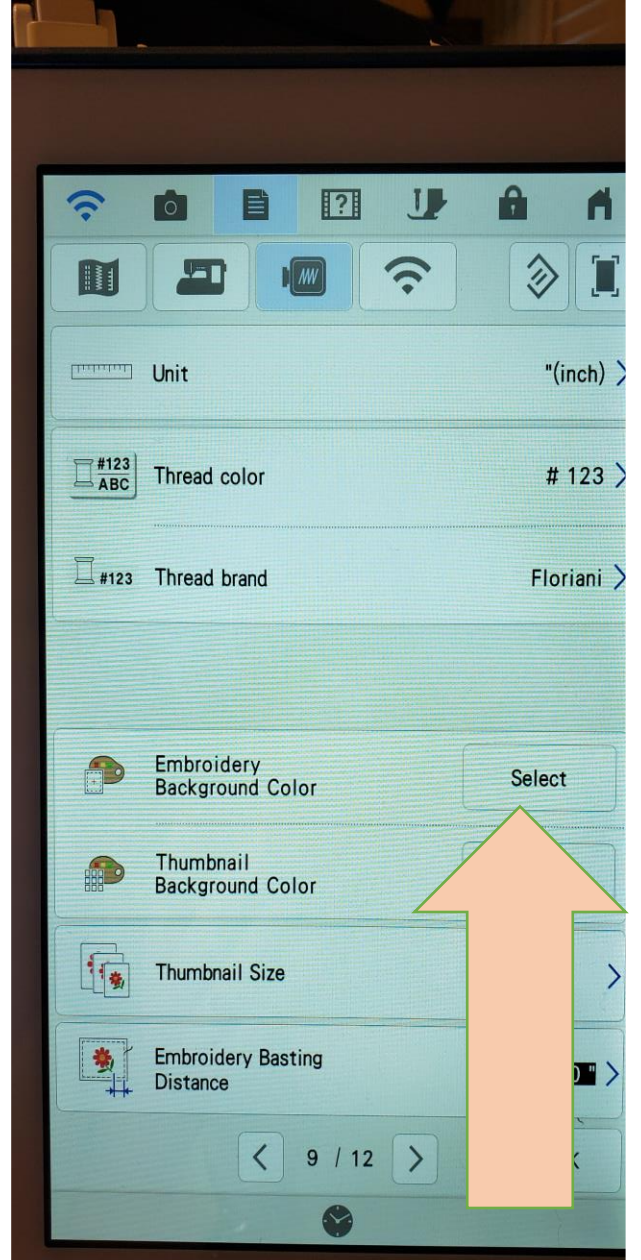 ?
Unit "(inch)
#123
ABC
Thread color # 123
#123 Thread brand Floriani
Embroidery
Background Color
Select
Thumbnail
Background Color
Thumbnail Size
Embroidery Basting
Distance
"
9 / 12